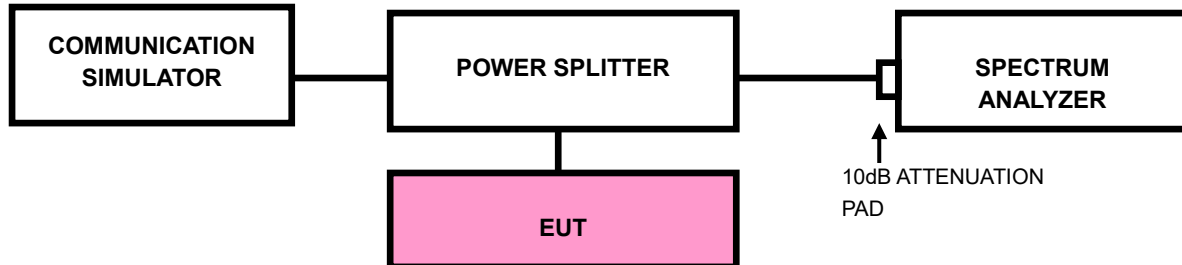 COMMUNICATION
SIMULATOR
POWER SPLITTER
SPECTRUM
ANALYZER
10dB ATTENUATION
PAD
EUT